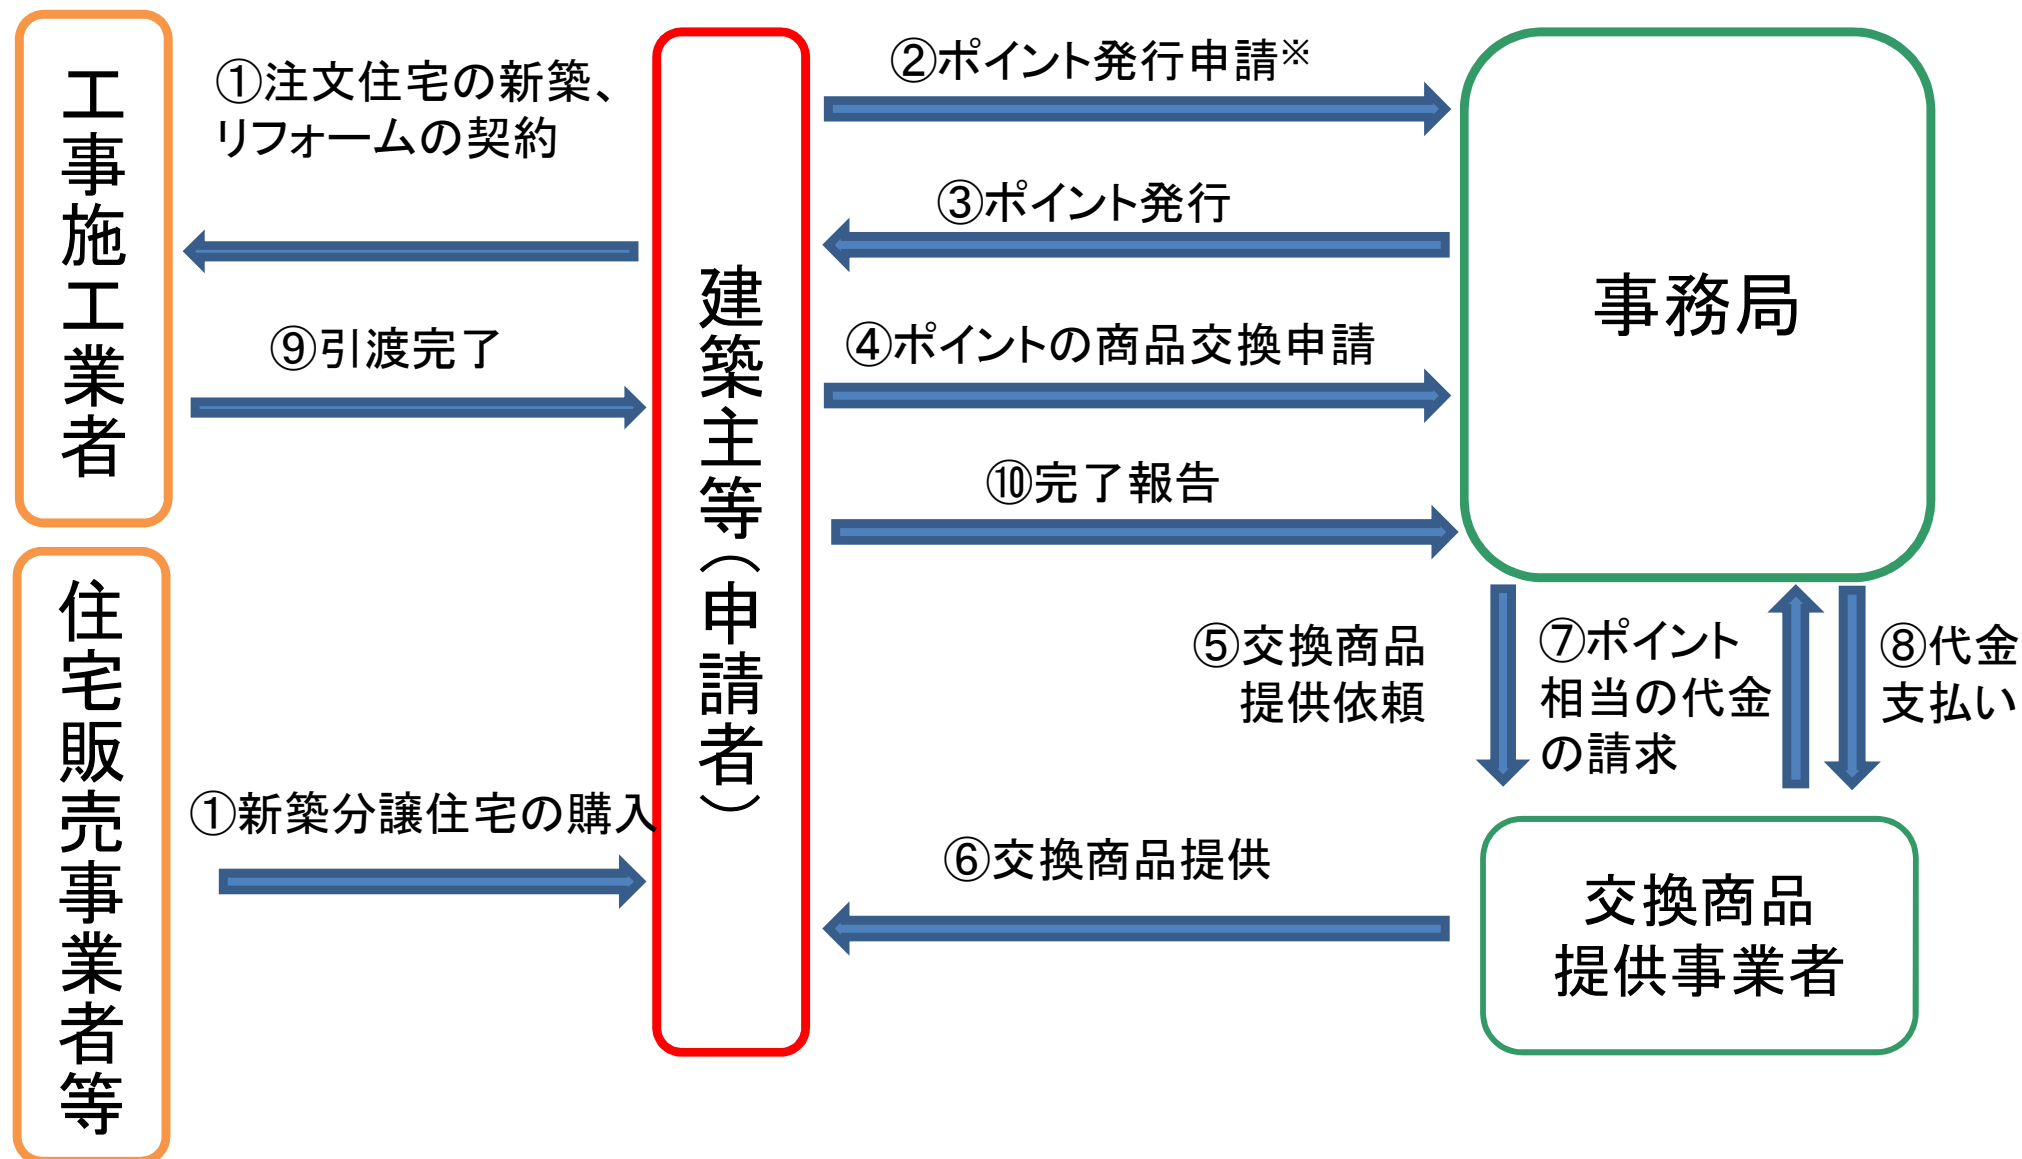 工事施工業者
①注文住宅の新築、
リフォームの契約
⑨引渡完了
住宅販売事業者等
①新築分譲住宅の購入
建築主等(申請者)
②ポイント発行申請※
③ポイント発行
④ポイントの商品交換申請
⑩完了報告
事務局
⑤交換商品
提供依頼
⑦ポイント
相当の代金
の請求
⑧代金
支払い
⑥交換商品提供
交換商品
提供事業者